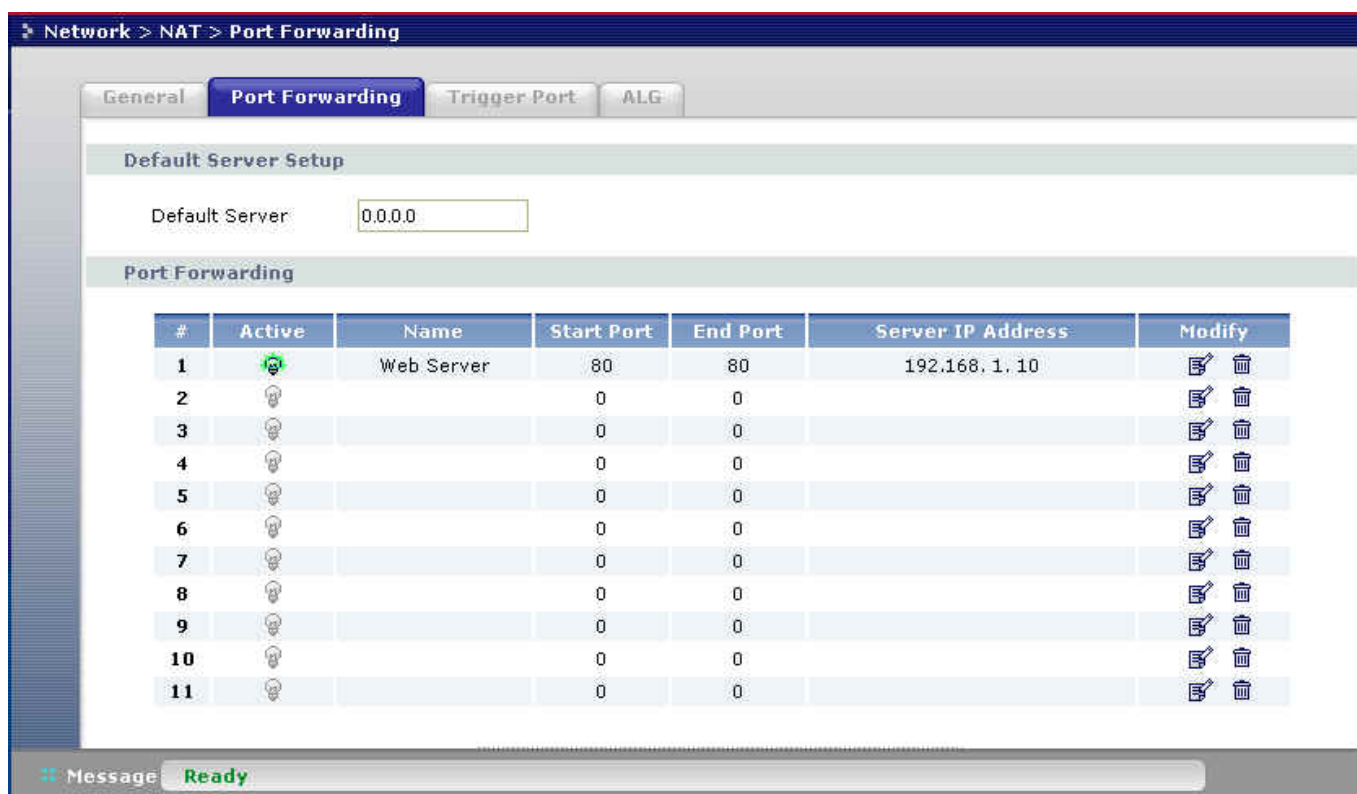 Network > NAT > Port Forwarding
General Port Forwarding Trigger Port ALG
Default Server Setup
Default Server 0.0.0.0
Port Forwarding
# Active Name Start Port End Port Server IP Address Modify
1 Web Server 80 80 192.168. 1. 10
2 0 0
3 0 0
4 0 0
5 0 0
6 0 0
7 0 0
8 0 0
9 0 0
10 0 0
11 0 0
Message Ready